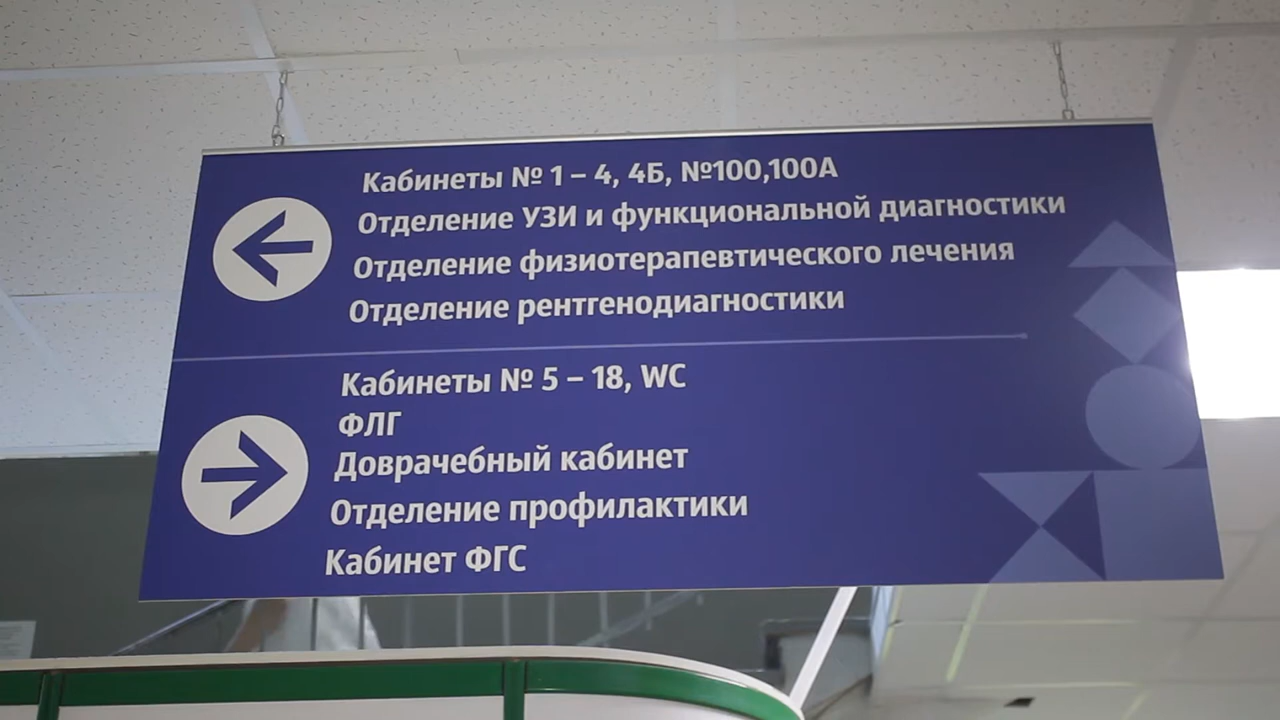 Кабинеты № 1 – 4, 4Б, №100,100А
Отделение УЗИ и функциональной диагностики
Отделение физиотерапевтического лечения
Отделение рентгенодиагностики
Кабинеты № 5 – 18, WC
ФЛГ
Доврачебный кабинет
Отделение профилактики
Кабинет ФГС